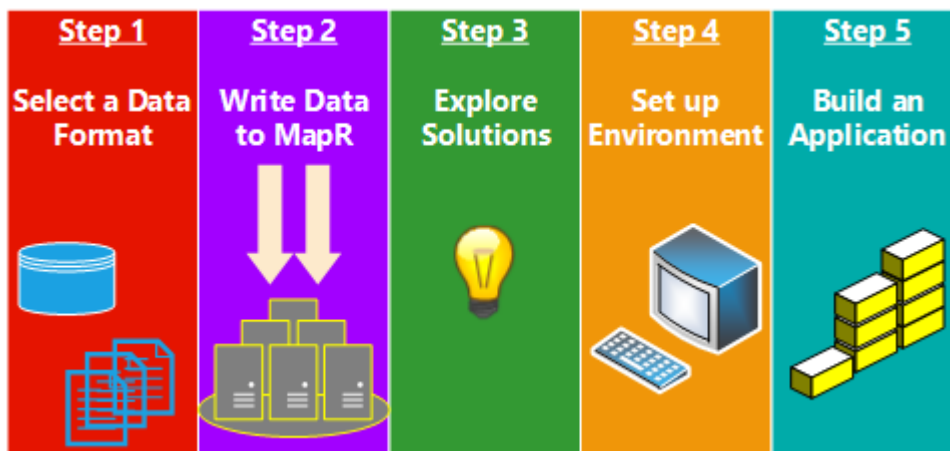 Step 1
Select a Data
Format
Step 2
Write Data
to MapR
Step 3
Explore
Solutions
Step 4
Set up
Environment
Step 5
Build an
Application